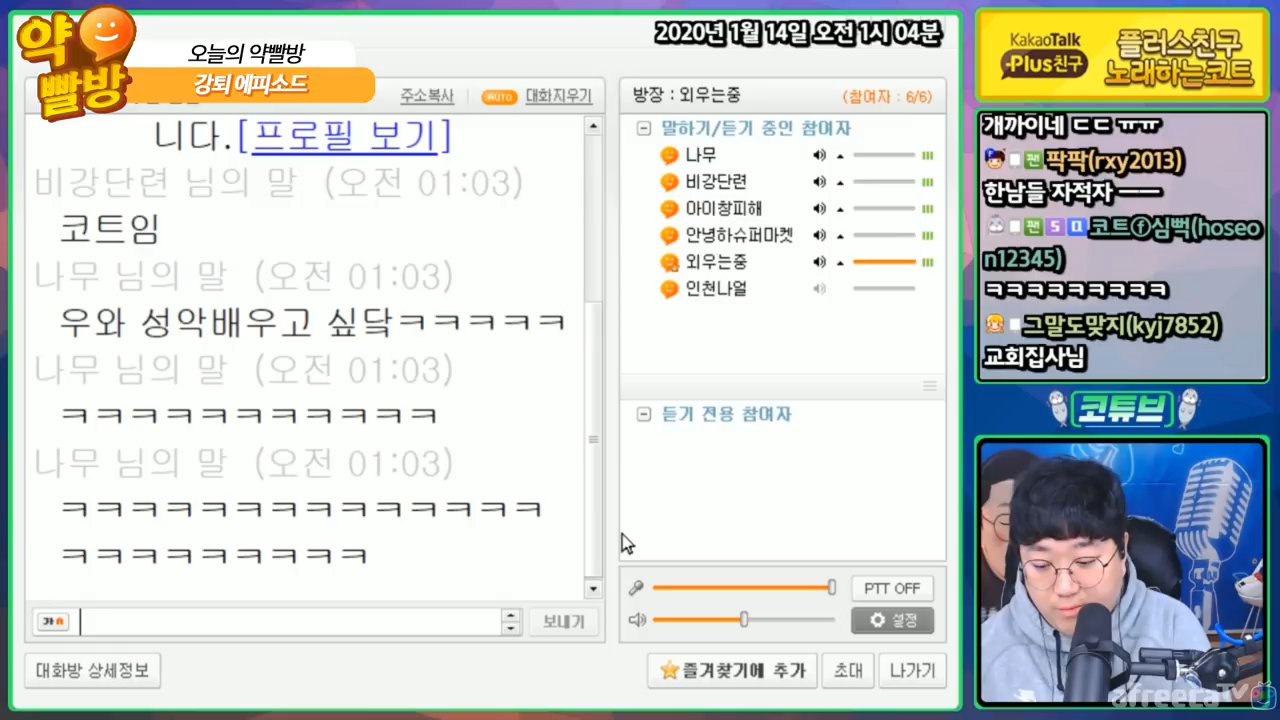 약빨방
오늘의 약빨방
강퇴 에피소드
2020년 1월 14일 오전 1시 04분
주소복사
AUTO 대화지우기
니다.[프로필 보기]
비강단련 님의 말 (오전 01:03)
코트임
나무 님의 말 (오전 01:03)
우와 성악배우고 싶닼ㅋㅋㅋㅋㅋ
나무 님의 말 (오전 01:03)
ㅋㅋㅋㅋㅋㅋㅋㅋㅋㅋㅋ
나무 님의 말 (오전 01:03)
ㅋㅋㅋㅋㅋㅋㅋㅋㅋㅋㅋㅋㅋㅋ
ㅋㅋㅋㅋㅋㅋㅋㅋㅋ
보내기
대화방 상세정보
방장 : 외우는중
(참여자 : 6/6)
말하기/듣기 중인 참여자
나무
비강단련
아이창피해
안녕하슈퍼마켓
외우는중
인천나얼
듣기 전용 참여자
PTT OFF
설정
즐겨찾기에 추가
초대
나가기
KakaoTalk
Plus친구
플러스친구
노래하는코트
개까이네 ㄷㄷ ㅠㅠ
팬 팍팍(rxy2013)
한남들 자적자 ㅡㅡ
팬 S Q 코트ⓕ심뻑(hoseo
n12345)
ㅋㅋㅋㅋㅋㅋㅋㅋㅋ
그말도맞지(kyj7852)
교회집사님
코튜브
afreecaTV